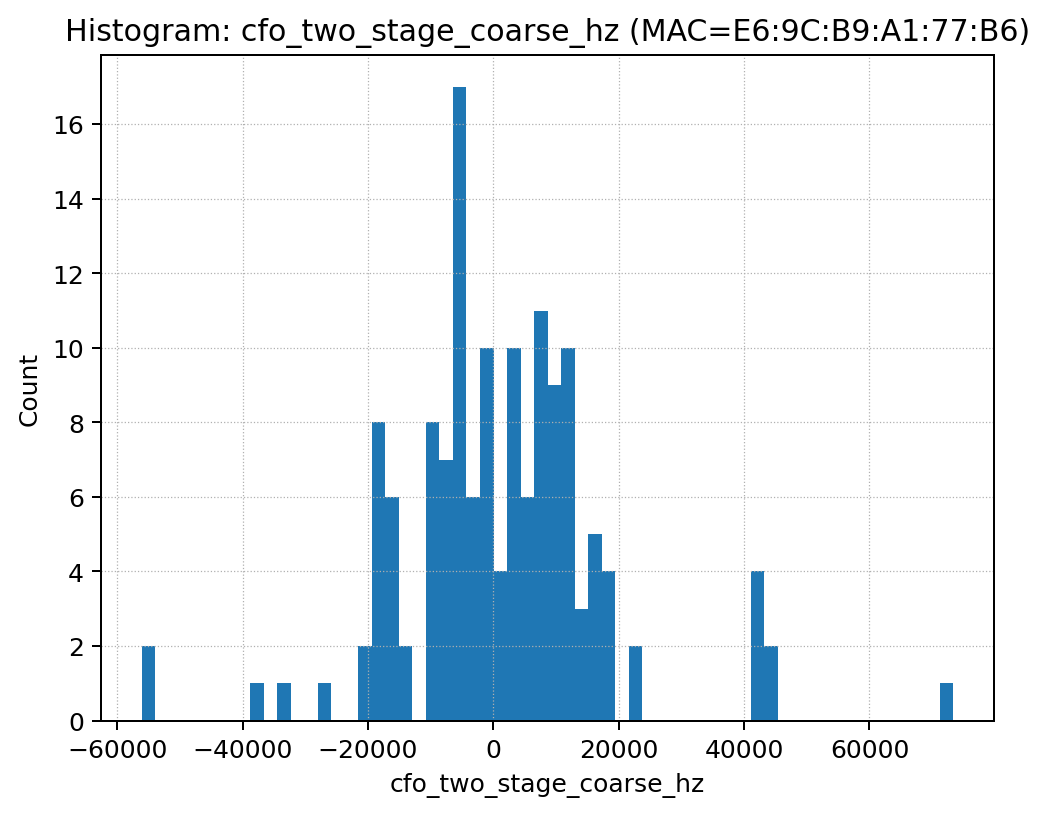 Histogram: cfo_two_stage_coarse_hz (MAC=E6:9C:B9:A1:77:B6)
16
14
12
10
8
6
4
2
0
Count
−60000 −40000 −20000 0 20000 40000 60000
cfo_two_stage_coarse_hz